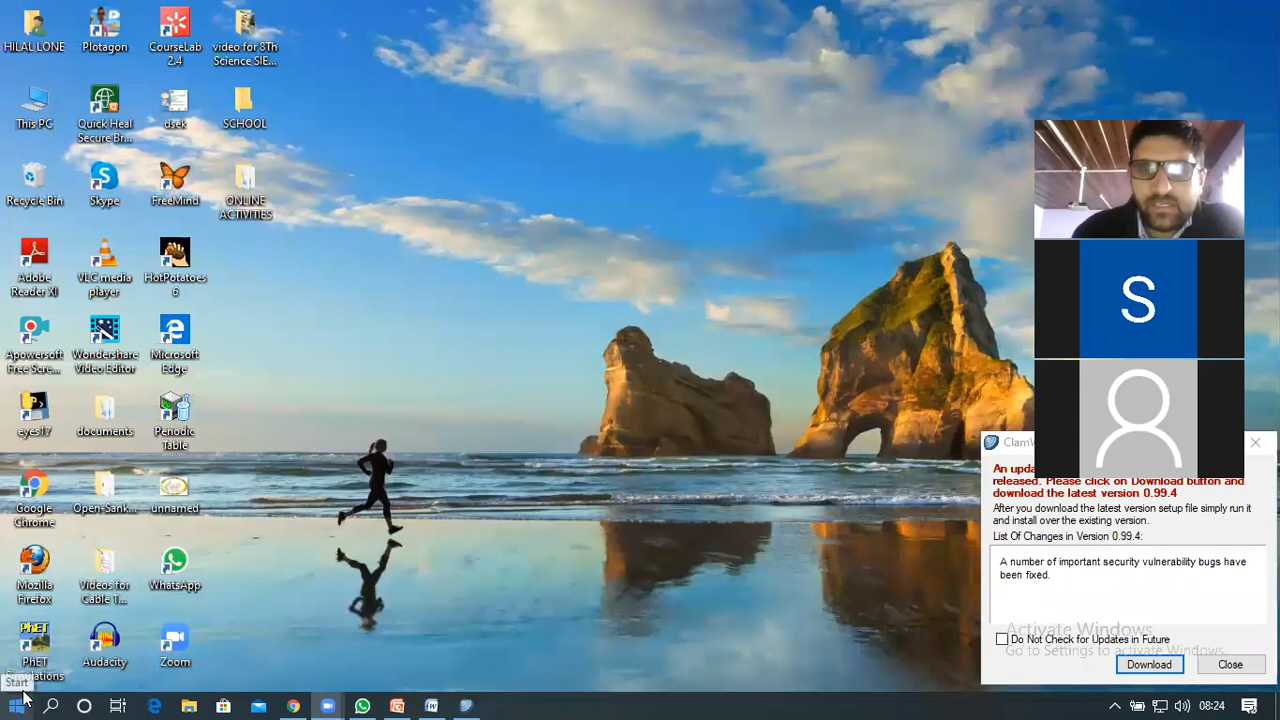 HILAL LONE
Plotagon
CourseLab
2.4
video for 8Th
Science SIE...
This PC
Quick Heal
Secure Br...
dsek
SCHOOL
Recycle Bin
Skype
FreeMind
ONLINE
ACTIVITIES
Adobe
Reader XI
VLC media
player
HotPotatoes
6
Apowersoft
Free Scre...
Wondershare
Video Editor
Microsoft
Edge
eyes17
documents
Periodic
Table
Google
Chrome
Open-Sank...
unnamed
Mozilla
Firefox
Videos for
Cable T...
WhatsApp
PhET
PhET
Simulations
Audacity
Zoom
Start
S
An upda
released. Please click on Download button and
download the latest version 0.99.4
After you download the latest version setup file simply run it
and install over the existing version.
List Of Changes in Version 0.99.4:
A number of important security vulnerability bugs have
been fixed.
Activate Windows
Go to Settings to activate Windows.
Do Not Check for Updates in Future
Download
Close
08:24